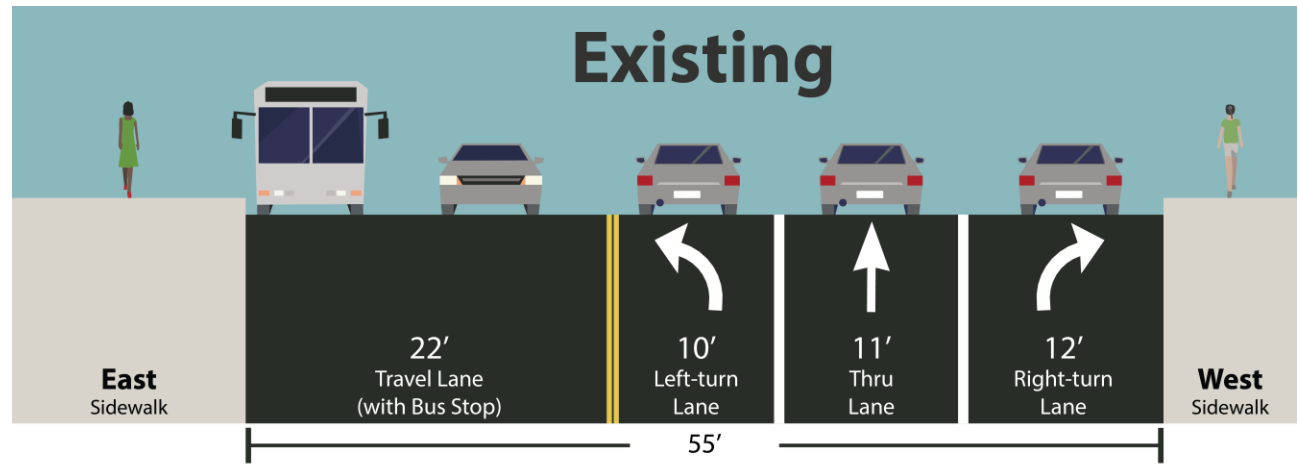 Existing
East
Sidewalk
22’
Travel Lane
(with Bus Stop)
10’
Left-turn
Lane
11’
Thru
Lane
12’
Right-turn
Lane
West
Sidewalk
55’